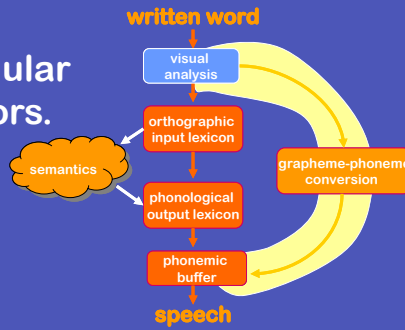 written word
visual
analysis
ular
ors.
orthographic
input lexicon
semantics
grapheme-phoneme
conversion
phonological
output lexicon
phonemic
buffer
speech